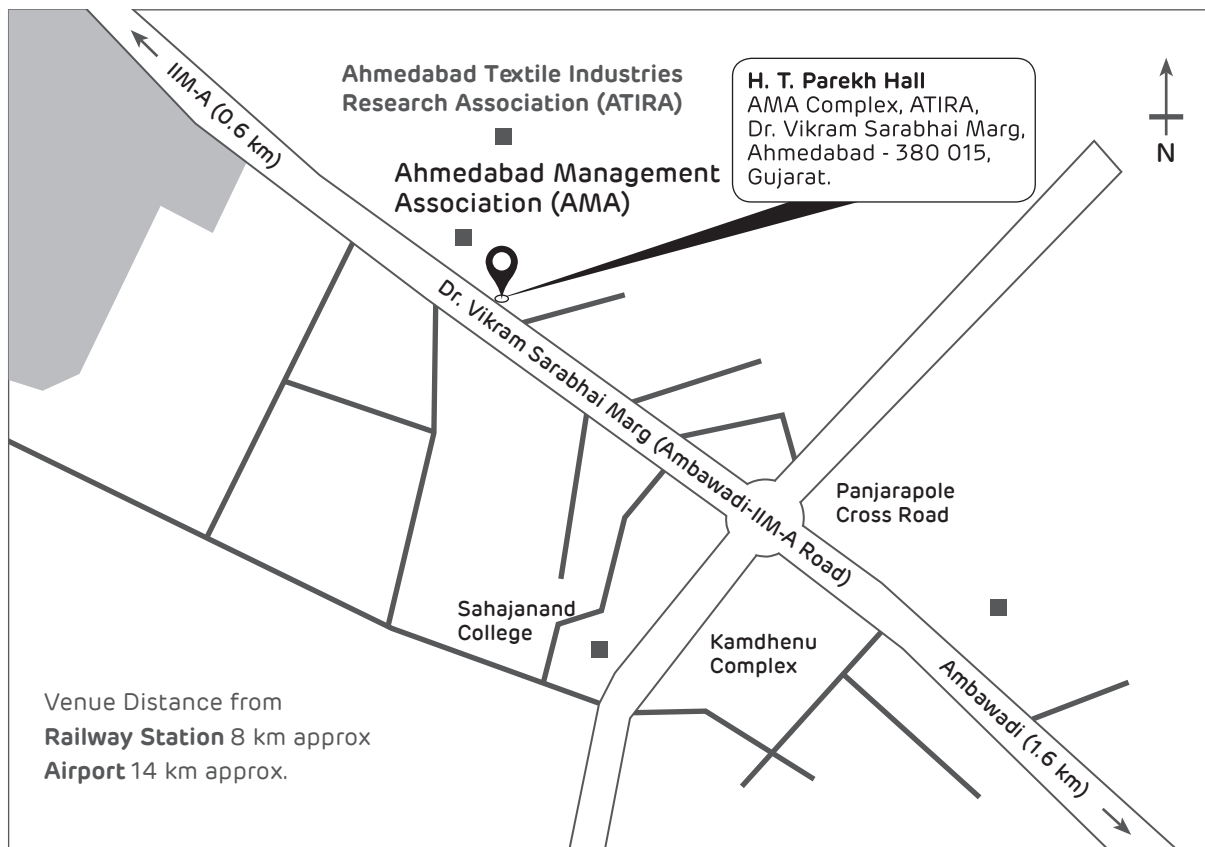 IIM-A (0.6 km)
Ahmedabad Textile Industries
Research Association (ATIRA)
H. T. Parekh Hall
AMA Complex, ATIRA,
Dr. Vikram Sarabhai Marg,
Ahmedabad - 380 015,
Gujarat.
N
Ahmedabad Management
Association (AMA)
Dr. Vikram Sarabhai Marg (Ambawadi-IIM-A Road)
Panjarapole
Cross Road
Sahajanand
College
Kamdhenu
Complex
Ambawadi (1.6 km)
Venue Distance from
Railway Station 8 km approx
Airport 14 km approx.